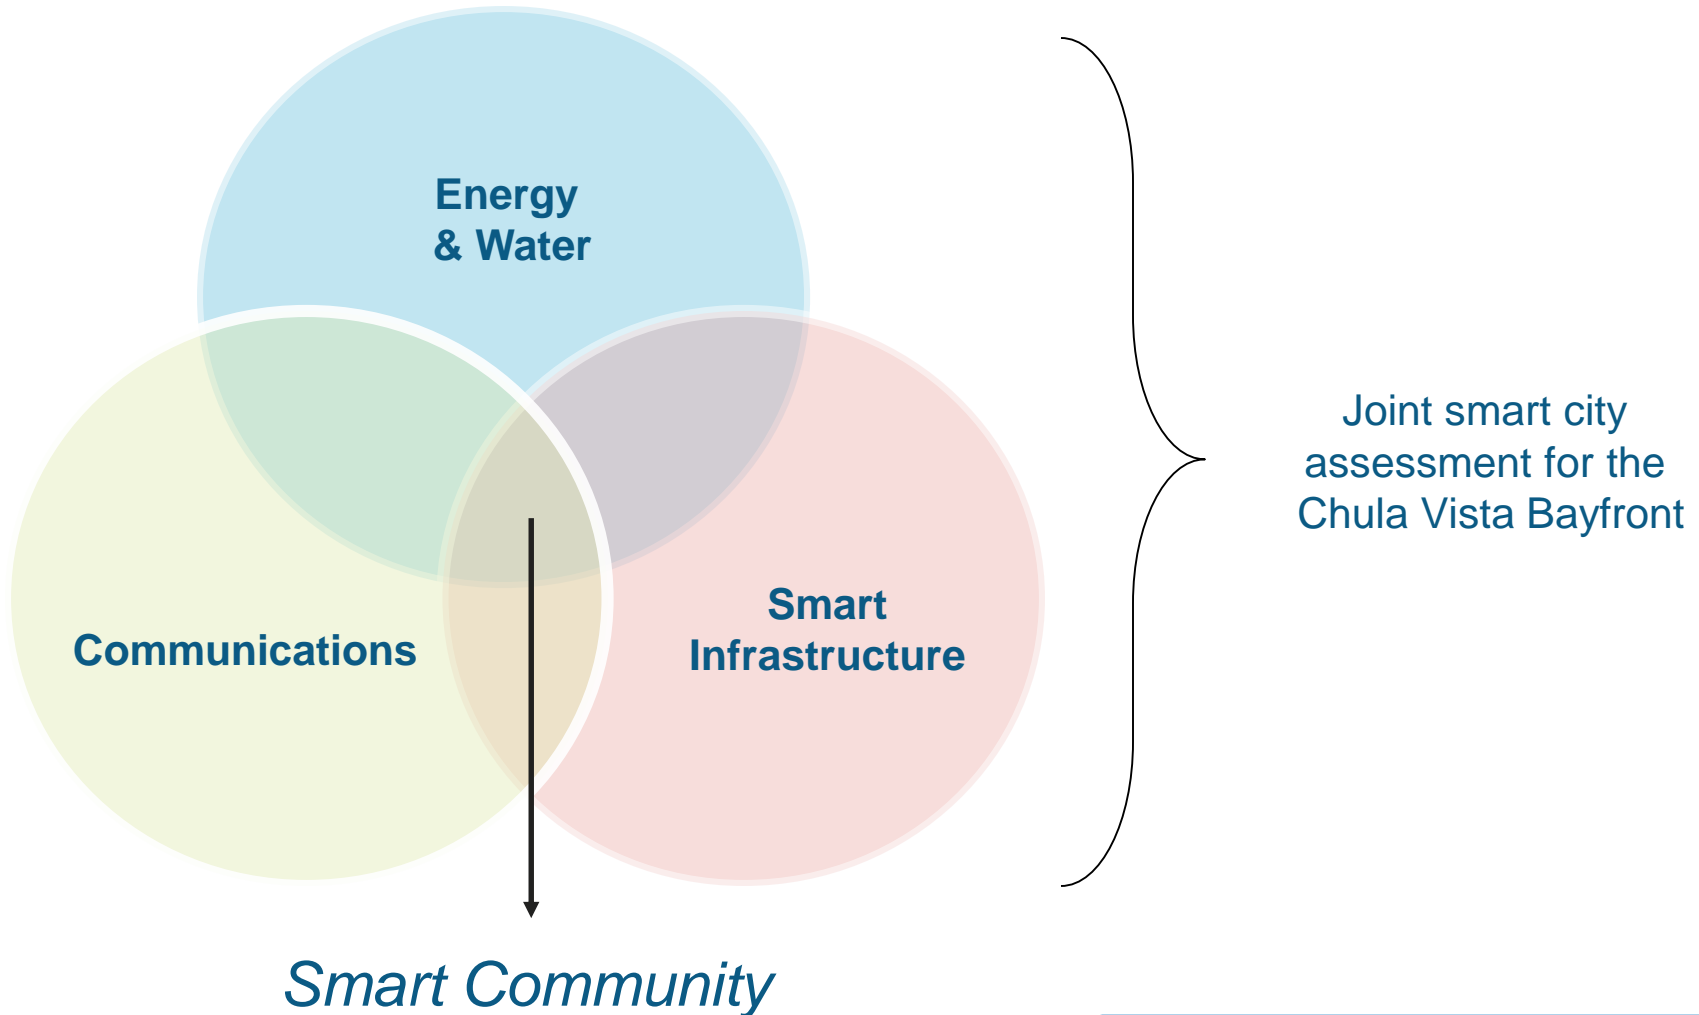 Energy
& Water
Communications
Smart
Infrastructure
Smart Community
Joint smart city
assessment for the
Chula Vista Bayfront